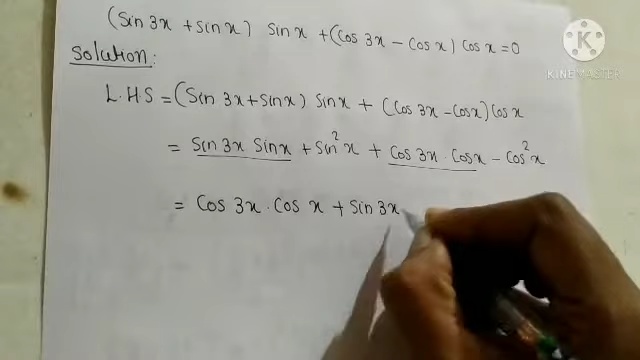 (Sin 3x + sin x) sin x + (Cos 3x - Cos x) Cos x = 0
Solution:
L.H.S = (Sin 3x + sin x) sin x + (Cos 3x - Cos x) Cos x
= Sin 3x Sin x + Sin² x + Cos 3x · Cos x - Cos² x
= Cos 3x · Cos x + Sin 3x
KINEMASTER